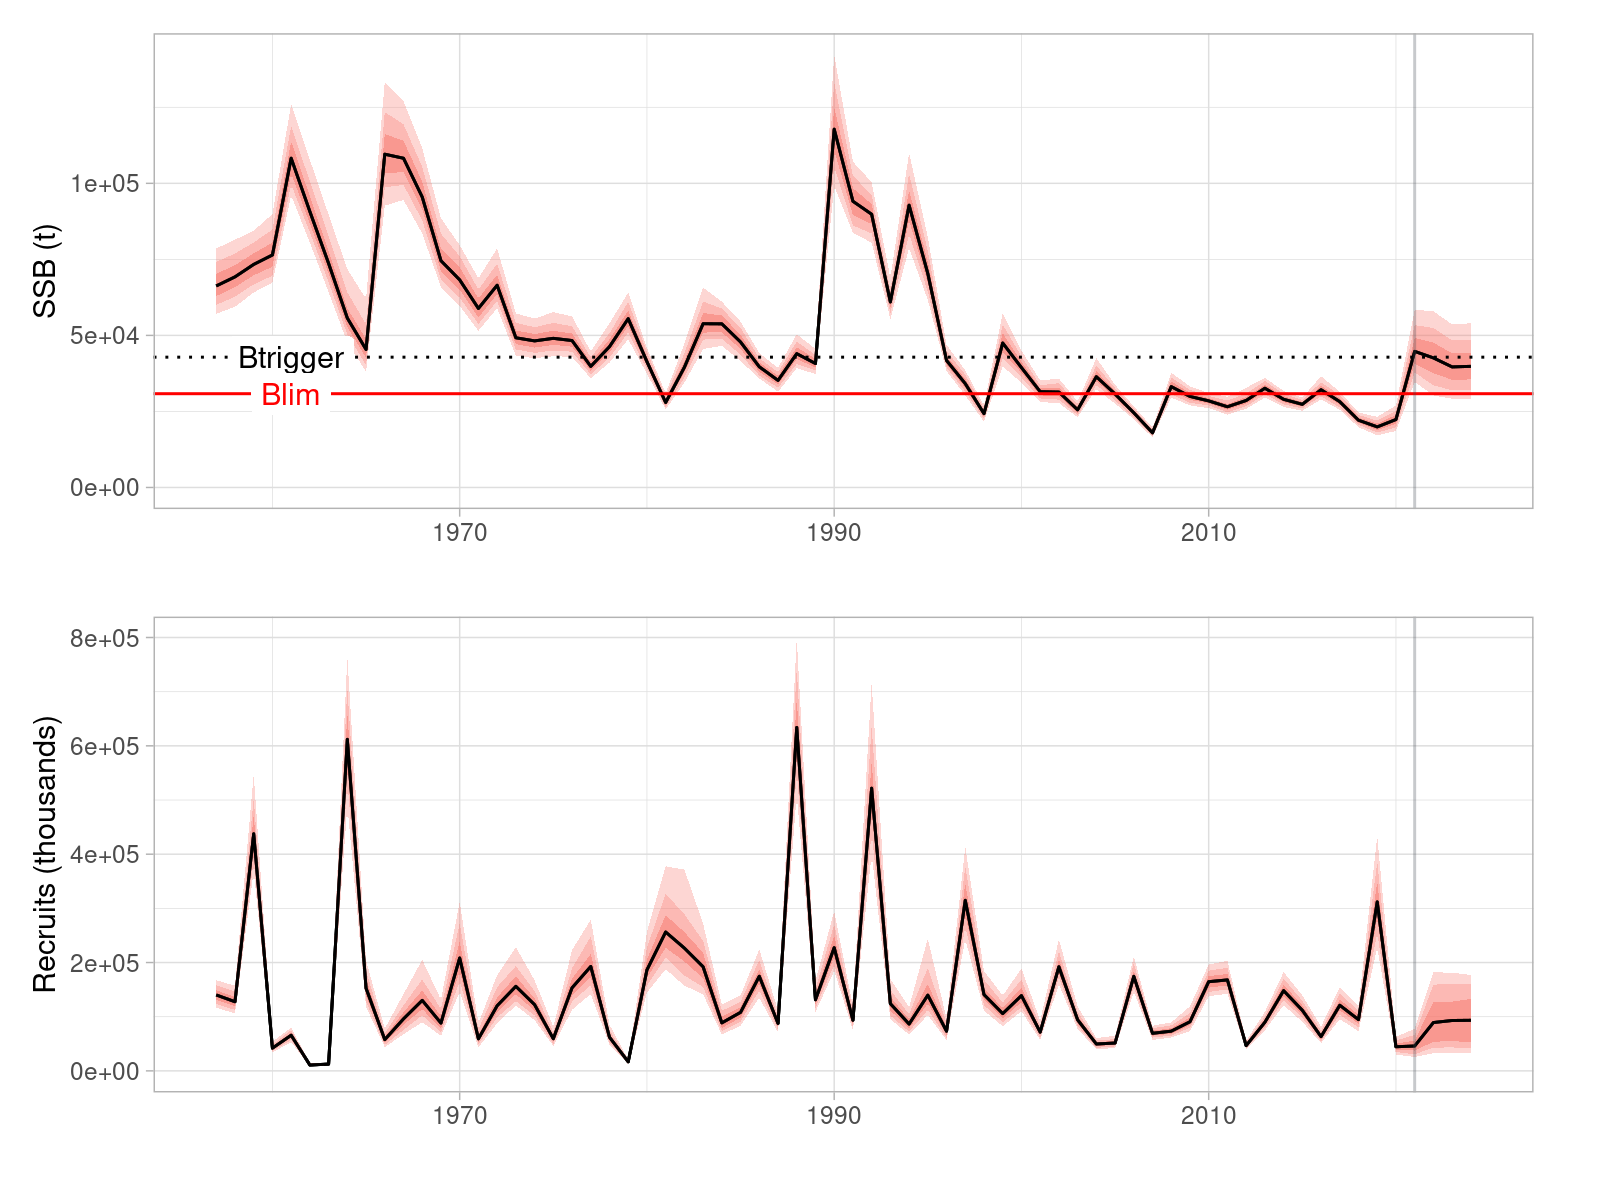 SSB (t)
1e+05
5e+04
0e+00
Btrigger
Blim
1970 1990 2010
Recruits (thousands)
8e+05
6e+05
4e+05
2e+05
0e+00
1970 1990 2010